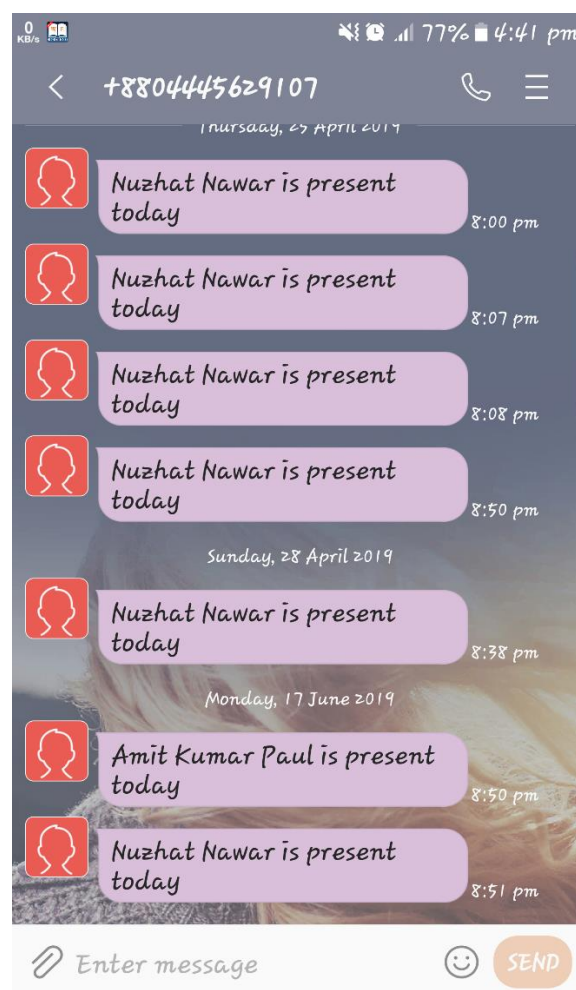 0
KB/s
77% 4:41 pm
+8804445629107
Thursday, 25 April 2019
Nuzhat Nawar is present
today
8:00 pm
Nuzhat Nawar is present
today
8:07 pm
Nuzhat Nawar is present
today
8:08 pm
Nuzhat Nawar is present
today
8:50 pm
Sunday, 28 April 2019
Nuzhat Nawar is present
today
8:38 pm
Monday, 17 June 2019
Amit Kumar Paul is present
today
8:50 pm
Nuzhat Nawar is present
today
8:51 pm
Enter message
SEND